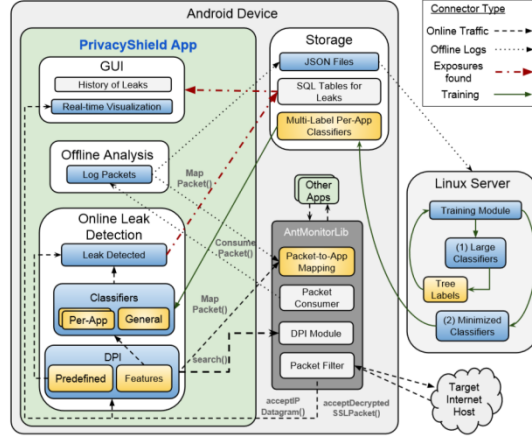 Android Device
PrivacyShield App
GUI
History of Leaks
Real-time Visualization
Offline Analysis
Log Packets
Map
Packet()
Online Leak
Detection
Leak Detected
Consume
Packet()
Classifiers
Per-App
General
Map
Packet()
DPI
Predefined
Features
search()
Storage
JSON Files
SQL Tables for
Leaks
Multi-Label Per-App
Classifiers
Other
Apps
AntMonitorLib
Packet-to-App
Mapping
Packet
Consumer
DPI Module
Packet Filter
acceptIP
Datagram()
acceptDecrypted
SSLPacket()
Connector Type
Online Traffic
Offline Logs
Exposures
found
Training
Linux Server
Training Module
(1) Large
Classifiers
Tree
Labels
(2) Minimized
Classifiers
Target
Internet
Host